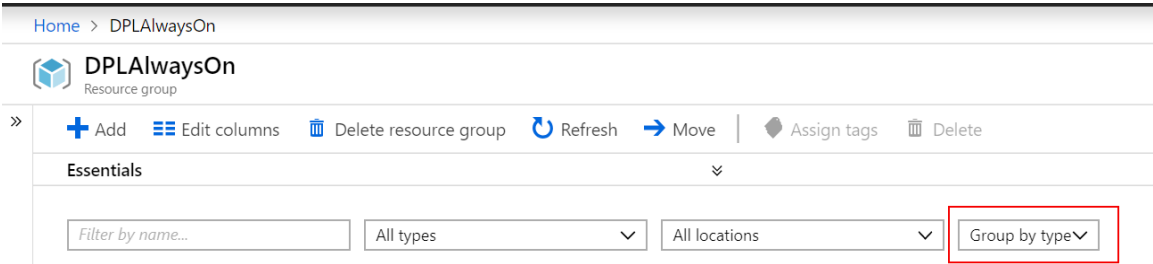 Home > DPLAlwaysOn
DPLAlwaysOn
Resource group
» Add Edit columns Delete resource group Refresh Move Assign tags Delete
Essentials
Filter by name... All types All locations Group by type